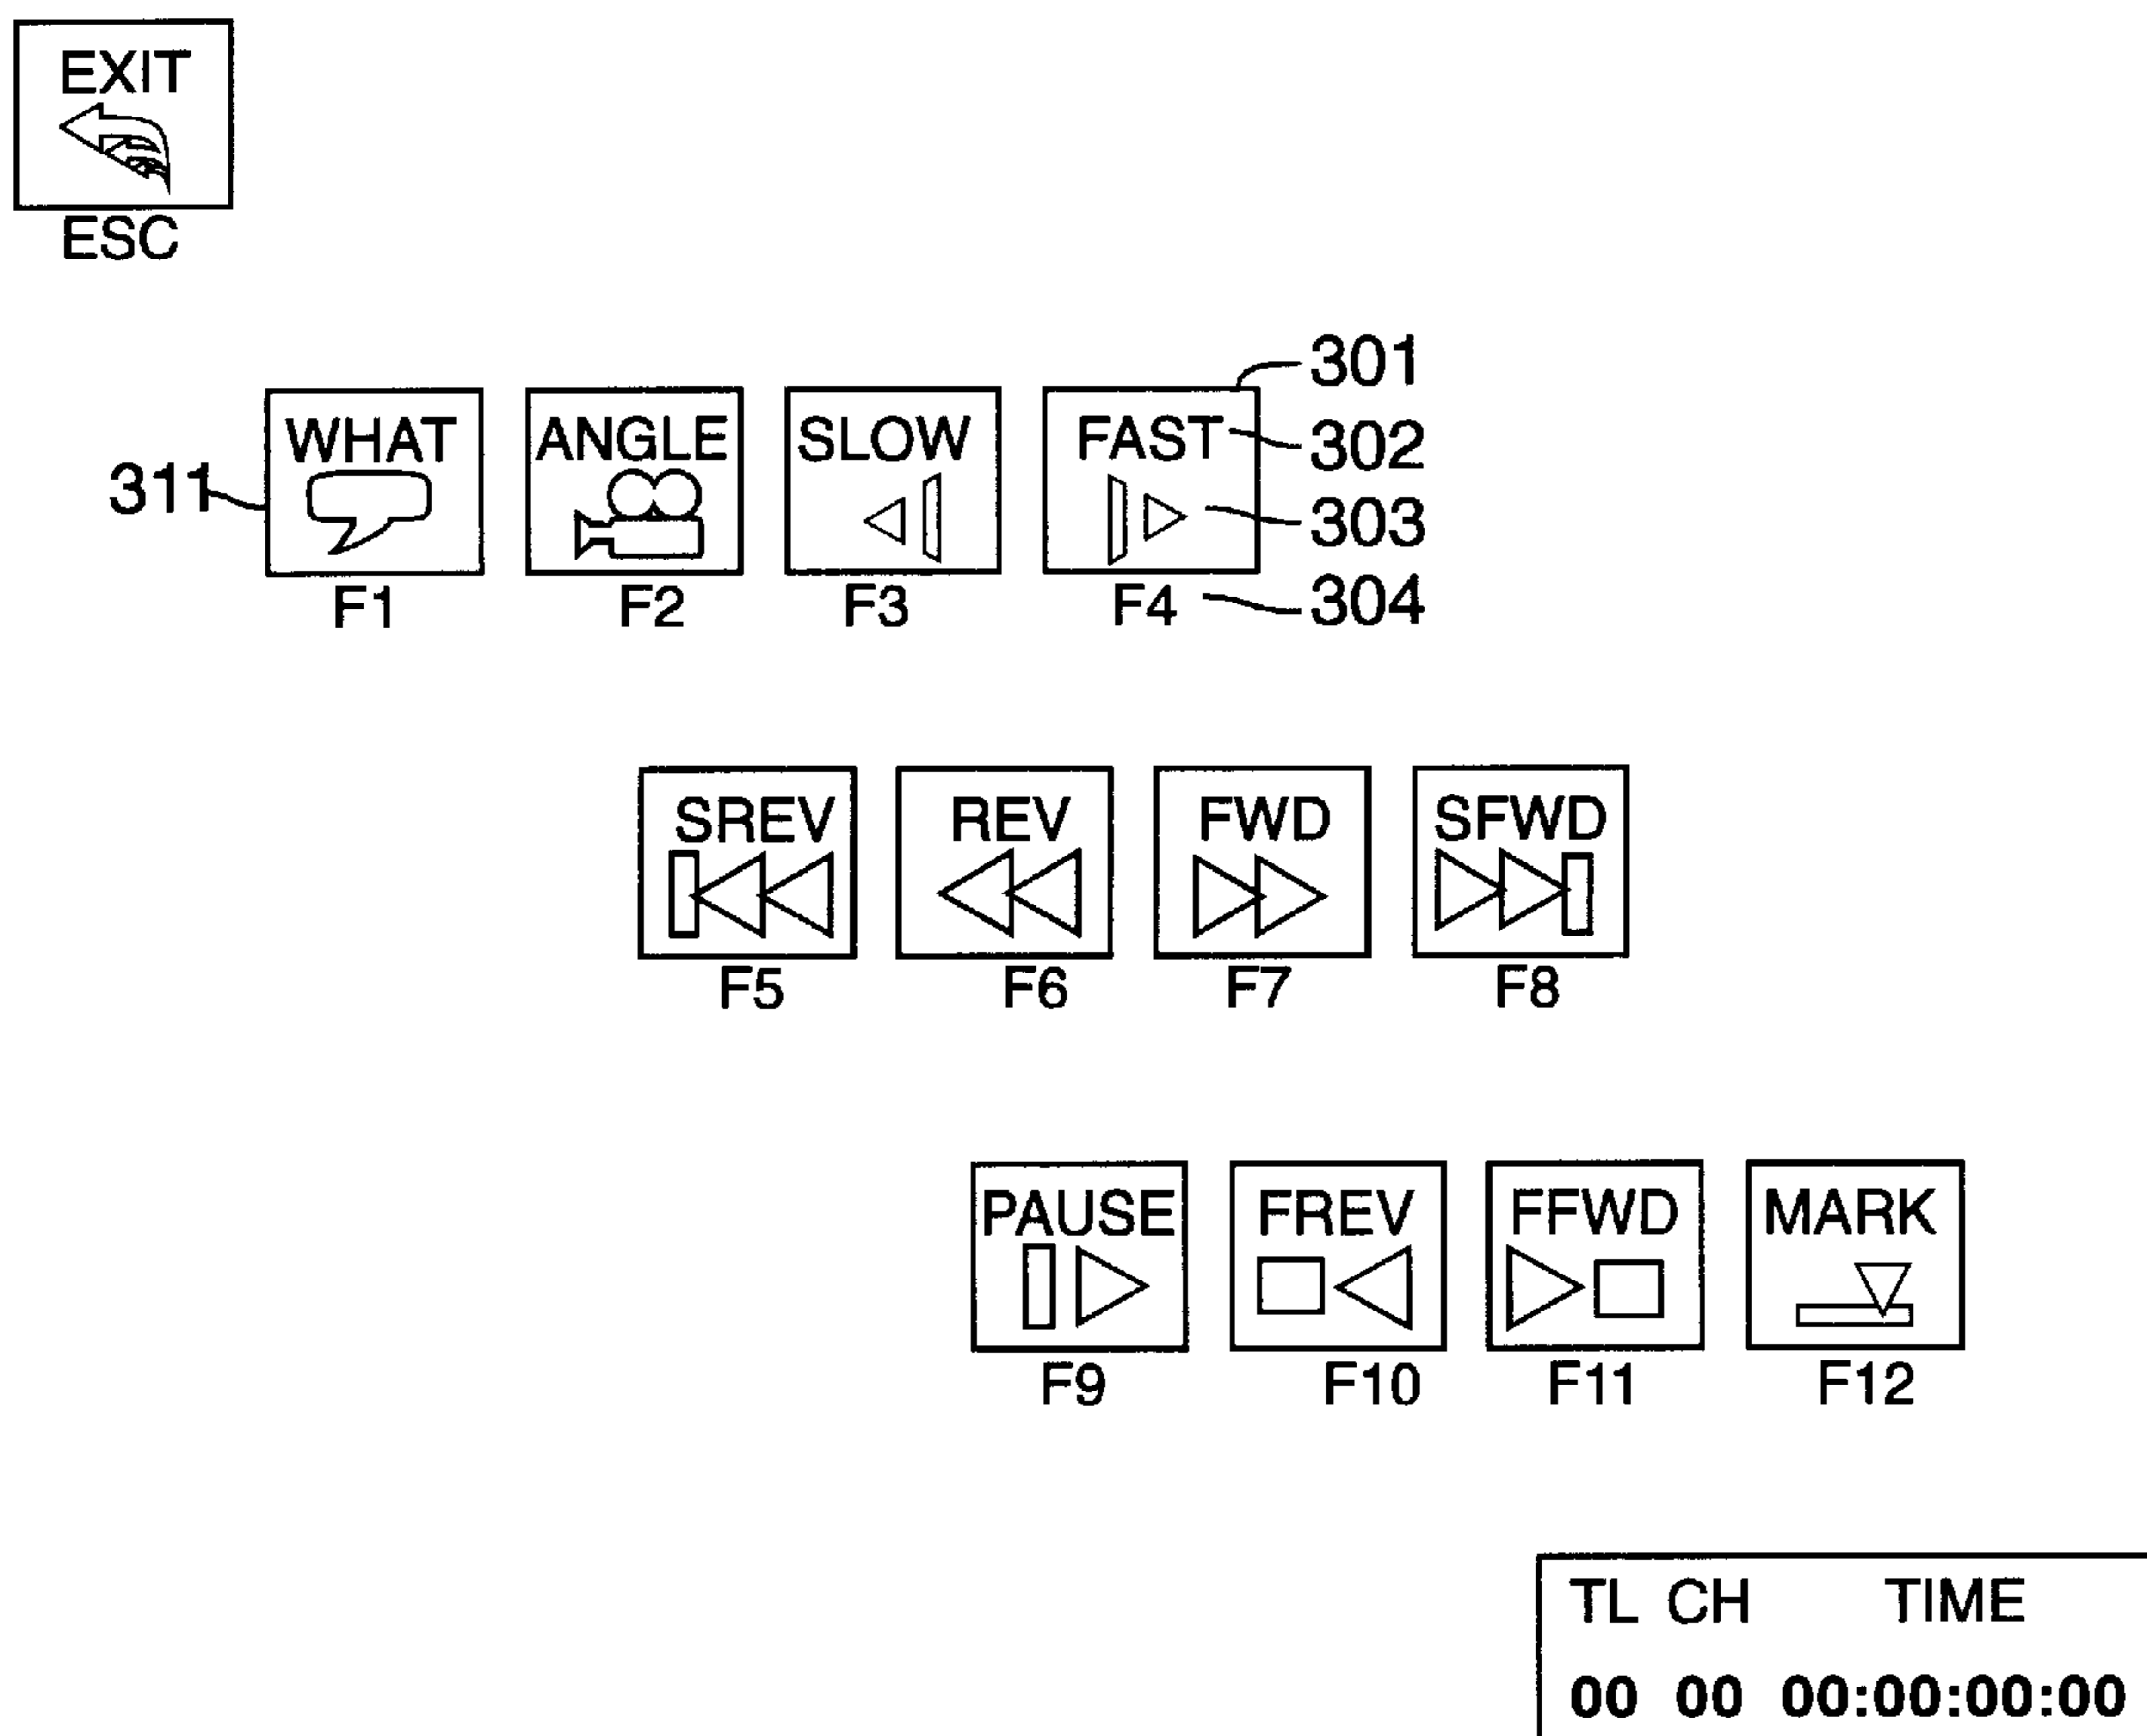 EXIT
ESC
301
WHAT ANGLE SLOW FAST 302
311
303
F1 F2 F3 F4 304
SREV REV FWD SFWD
F5 F6 F7 F8
PAUSE FREV FFWD MARK
F9 F10 F11 F12
TL CH TIME
00 00 00:00:00:00